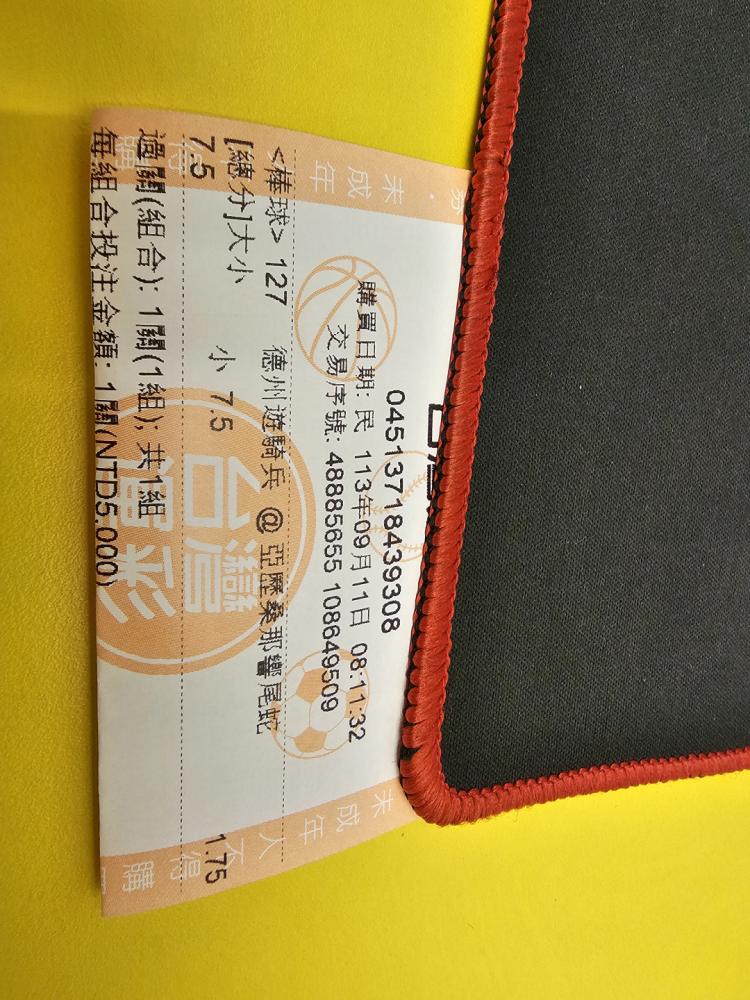 04513718439308
購買日期: 民 113年09月11日 08:11:32
交易序號: 48885655 108649509
<棒球> 127 德州遊騎兵 @ 亞歷桑那響尾蛇
[總分]大小
7.5 小 7.5 1.75
過關(組合): 1關(1組); 共1組
每組合投注金額: 1關(NTD5,000)
台灣
彩
未成年
未成年人不得購